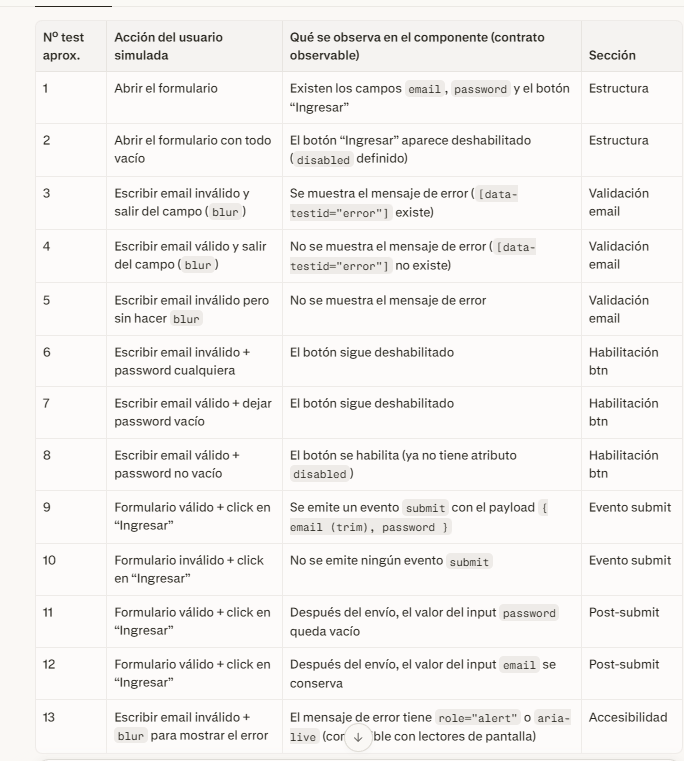 Nº test aprox. | Acción del usuario simulada | Qué se observa en el componente (contrato observable) | Sección
1 | Abrir el formulario | Existen los campos email, password y el botón “Ingresar” | Estructura
2 | Abrir el formulario con todo vacío | El botón “Ingresar” aparece deshabilitado (disabled definido) | Estructura
3 | Escribir email inválido y salir del campo (blur) | Se muestra el mensaje de error ([data-testid="error"] existe) | Validación email
4 | Escribir email válido y salir del campo (blur) | No se muestra el mensaje de error ([data-testid="error"] no existe) | Validación email
5 | Escribir email inválido pero sin hacer blur | No se muestra el mensaje de error | Validación email
6 | Escribir email inválido + password cualquiera | El botón sigue deshabilitado | Habilitación btn
7 | Escribir email válido + dejar password vacío | El botón sigue deshabilitado | Habilitación btn
8 | Escribir email válido + password no vacío | El botón se habilita (ya no tiene atributo disabled) | Habilitación btn
9 | Formulario válido + click en “Ingresar” | Se emite un evento submit con el payload { email (trim), password } | Evento submit
10 | Formulario inválido + click en “Ingresar” | No se emite ningún evento submit | Evento submit
11 | Formulario válido + click en “Ingresar” | Después del envío, el valor del input password queda vacío | Post-submit
12 | Formulario válido + click en “Ingresar” | Después del envío, el valor del input email se conserva | Post-submit
13 | Escribir email inválido + blur para mostrar el error | El mensaje de error tiene role="alert" o aria-live ( con lectores de pantalla) | Accesibilidad